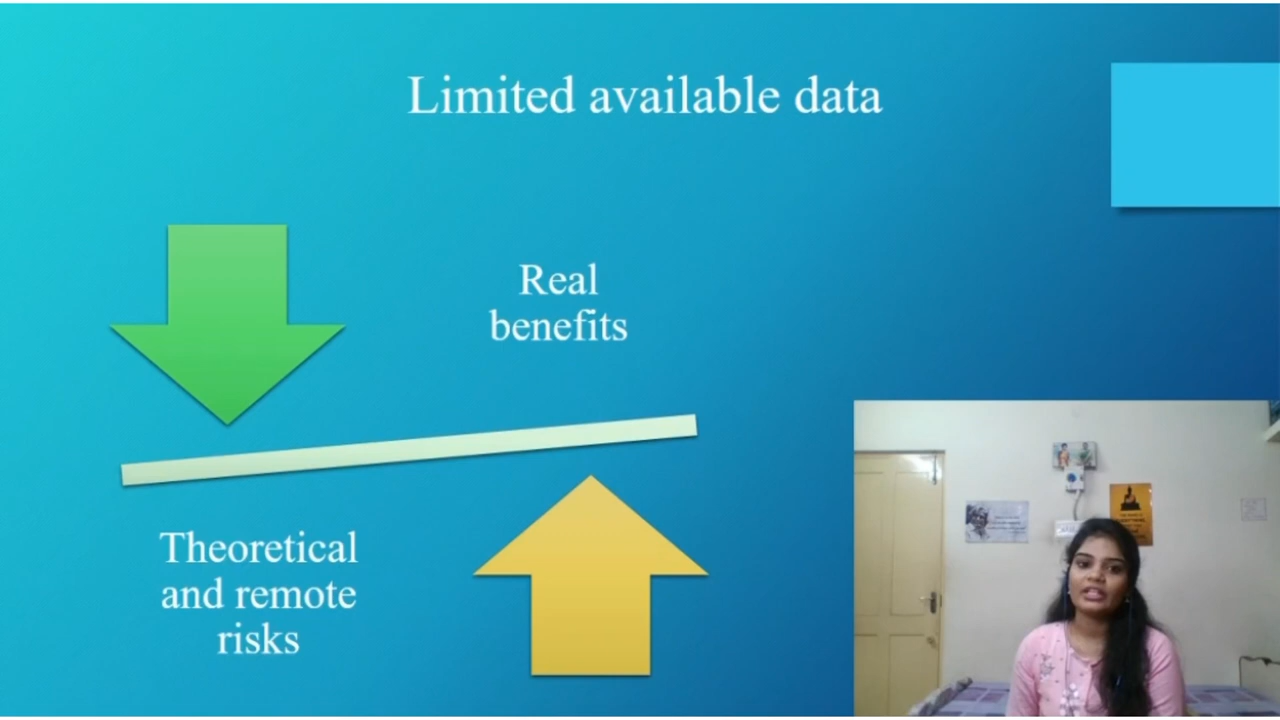 Limited available data
Real
benefits
Theoretical
and remote
risks